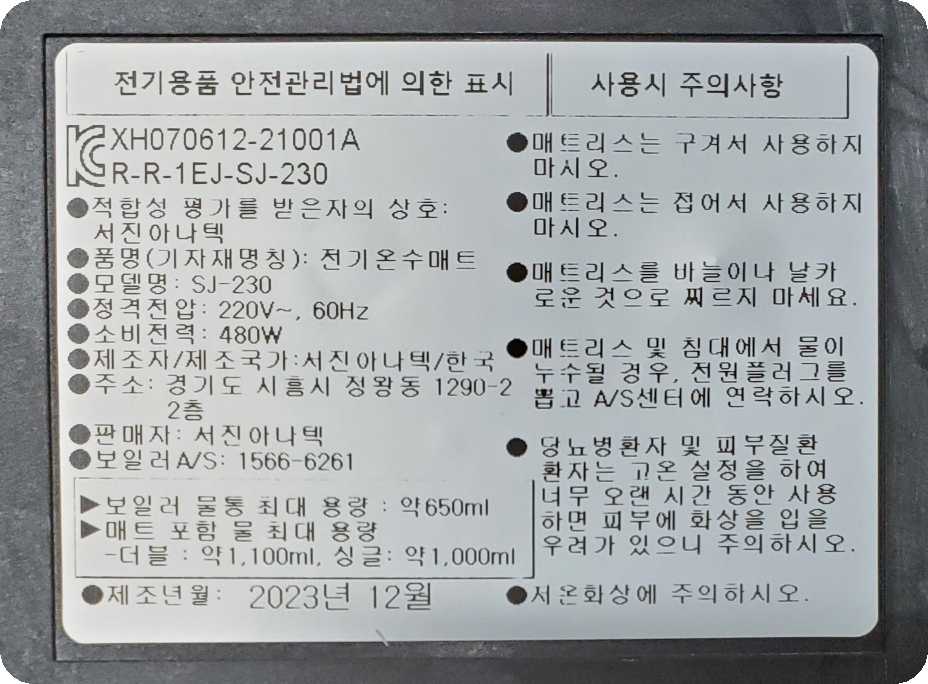 전기용품 안전관리법에 의한 표시
XH070612-21001A
R-R-1EJ-SJ-230
●적합성 평가를 받은자의 상호:
서진아나텍
●품명(기자재명칭): 전기온수매트
●모델명: SJ-230
●정격전압: 220V~, 60Hz
●소비전력: 480W
●제조자/제조국가:서진아나텍/한국
●주소: 경기도 시흥시 정왕동 1290-2
2층
●판매자: 서진아나텍
●보일러A/S: 1566-6261
▶보일러 물통 최대 용량 : 약650ml
▶매트 포함 물 최대 용량
-더블 : 약1,100ml, 싱글: 약1,000ml
●제조년월: 2023년 12월
사용시 주의사항
●매트리스는 구겨서 사용하지
마시오.
●매트리스는 접어서 사용하지
마시오.
●매트리스를 바늘이나 날카
로운 것으로 찌르지 마세요.
●매트리스 및 침대에서 물이
누수될 경우, 전원플러그를
뽑고 A/S센터에 연락하시오.
● 당뇨병환자 및 피부질환
환자는 고온 설정을 하여
너무 오랜 시간 동안 사용
하면 피부에 화상을 입을
우려가 있으니 주의하시오.
●저온화상에 주의하시오.